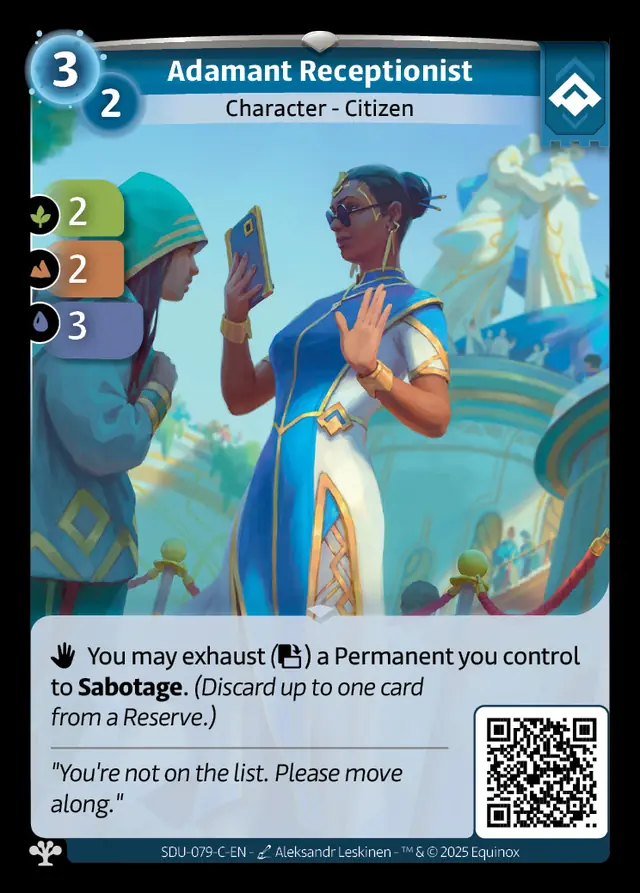 3
Adamant Receptionist
2
Character - Citizen
2
2
3
You may exhaust () a Permanent you control
to Sabotage. (Discard up to one card
from a Reserve.)
"You're not on the list. Please move
along."
SDU-079-C-EN - Aleksandr Leskinen - ™ & © 2025 Equinox